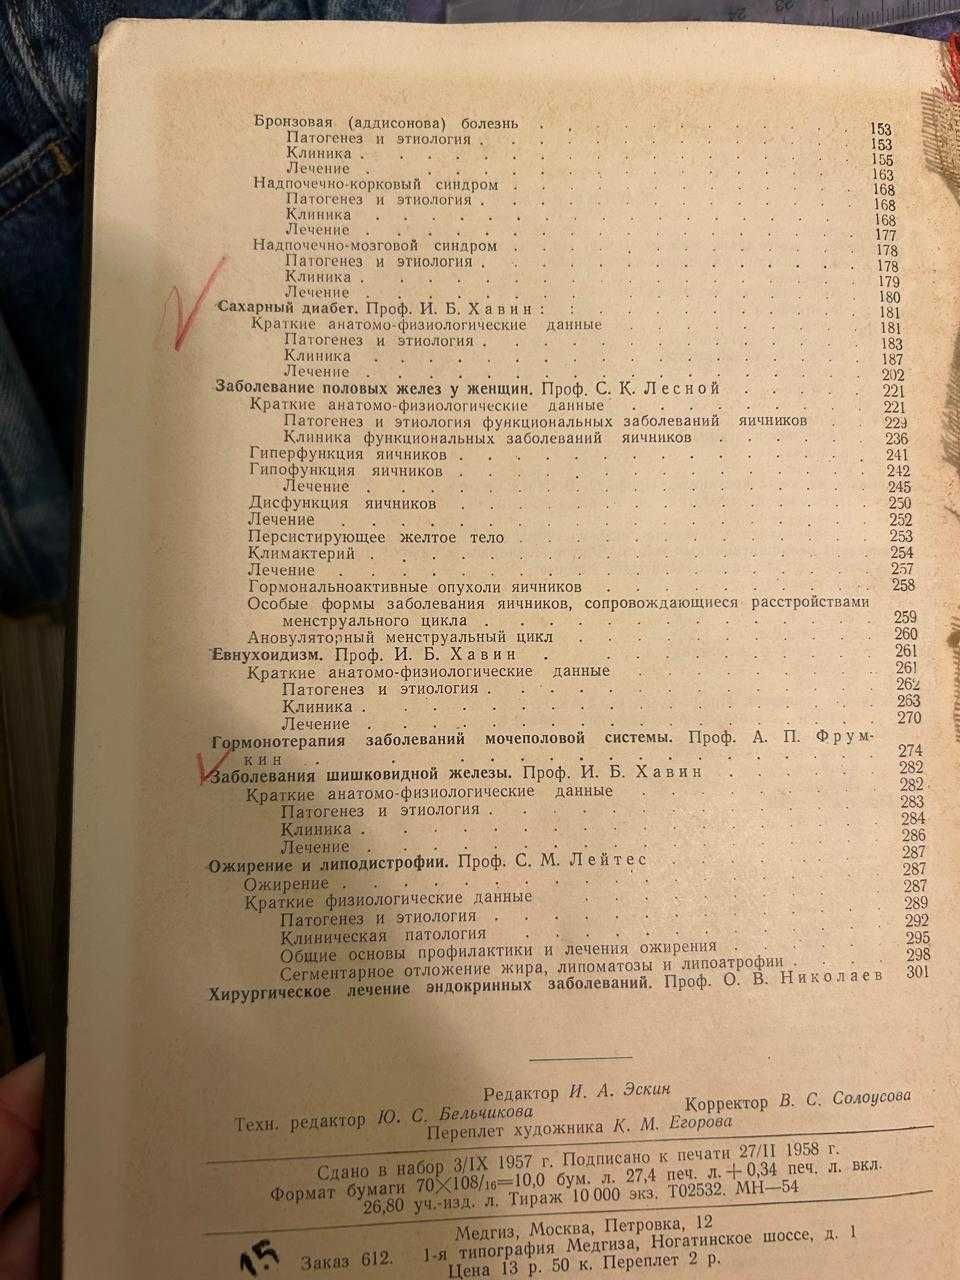 Бронзовая (аддисонова) болезнь . . . . . . . . . . 153
Патогенез и этиология . . . . . . . . . . 153
Клиника . . . . . . . . . . 155
Лечение . . . . . . . . . . 163
Надпочечно-корковый синдром . . . . . . . . . . 168
Патогенез и этиология . . . . . . . . . . 168
Клиника . . . . . . . . . . 168
Лечение . . . . . . . . . . 177
Надпочечно-мозговой синдром . . . . . . . . . . 178
Патогенез и этиология . . . . . . . . . . 178
Клиника . . . . . . . . . . 179
Лечение . . . . . . . . . . 180
Сахарный диабет. Проф. И. Б. Хавин . . . . . . . . . . 181
Краткие анатомо-физиологические данные . . . . . . . . 181
Патогенез и этиология . . . . . . . . . . 183
Клиника . . . . . . . . . . 187
Лечение . . . . . . . . . . 202
Заболевание половых желез у женщин. Проф. С. К. Лесной . . . . 221
Краткие анатомо-физиологические данные . . . . . . . . 221
Патогенез и этиология функциональных заболеваний яичников . . 229
Клиника функциональных заболеваний яичников . . . . . 236
Гиперфункция яичников . . . . . . . . . . 241
Гипофункция яичников . . . . . . . . . . 242
Лечение . . . . . . . . . . 245
Дисфункция яичников . . . . . . . . . . 250
Лечение . . . . . . . . . . 252
Персистирующее желтое тело . . . . . . . . . . 253
Климактерий . . . . . . . . . . 254
Лечение . . . . . . . . . . 257
Гормональноактивные опухоли яичников . . . . . . . . 258
Особые формы заболевания яичников, сопровождающиеся расстройствами
менструального цикла . . . . . . . . . . 259
Ановуляторный менструальный цикл . . . . . . . . 260
Евнухоидизм. Проф. И. Б. Хавин . . . . . . . . 261
Краткие анатомо-физиологические данные . . . . . . . . 261
Патогенез и этиология . . . . . . . . . . 262
Клиника . . . . . . . . . . 263
Лечение . . . . . . . . . . 270
Гормонотерапия заболеваний мочеполовой системы. Проф. А. П. Фрум-
кин . . . . . . . . . . 274
Заболевания шишковидной железы. Проф. И. Б. Хавин . . . . . 282
Краткие анатомо-физиологические данные . . . . . . . 282
Патогенез и этиология . . . . . . . . . . 283
Клиника . . . . . . . . . . 284
Лечение . . . . . . . . . . 286
Ожирение и липодистрофии. Проф. С. М. Лейтес . . . . . . . 287
Ожирение . . . . . . . . . . 287
Краткие физиологические данные . . . . . . . . 287
Патогенез и этиология . . . . . . . . . . 289
Клиническая патология . . . . . . . . . . 292
Общие основы профилактики и лечения ожирения . . . . . 295
Сегментарное отложение жира, липоматозы и липоатрофии . . . . 298
Хирургическое лечение эндокринных заболеваний. Проф. О. В. Николаев 301
Редактор И. А. Эскин
Техн. редактор Ю. С. Бельчикова Корректор В. С. Солоусова
Переплет художника К. М. Егорова
Сдано в набор 3/IX 1957 г. Подписано к печати 27/II 1958 г.
Формат бумаги 70×108/16=10,0 бум. л. 27,4 печ. л.+0,34 печ. л. вкл.
26,80 уч.-изд. л. Тираж 10 000 экз. Т02532. МН—54
Медгиз, Москва, Петровка, 12
15 Заказ 612. 1-я типография Медгиза, Ногатинское шоссе, д. 1
Цена 13 р. 50 к. Переплет 2 р.